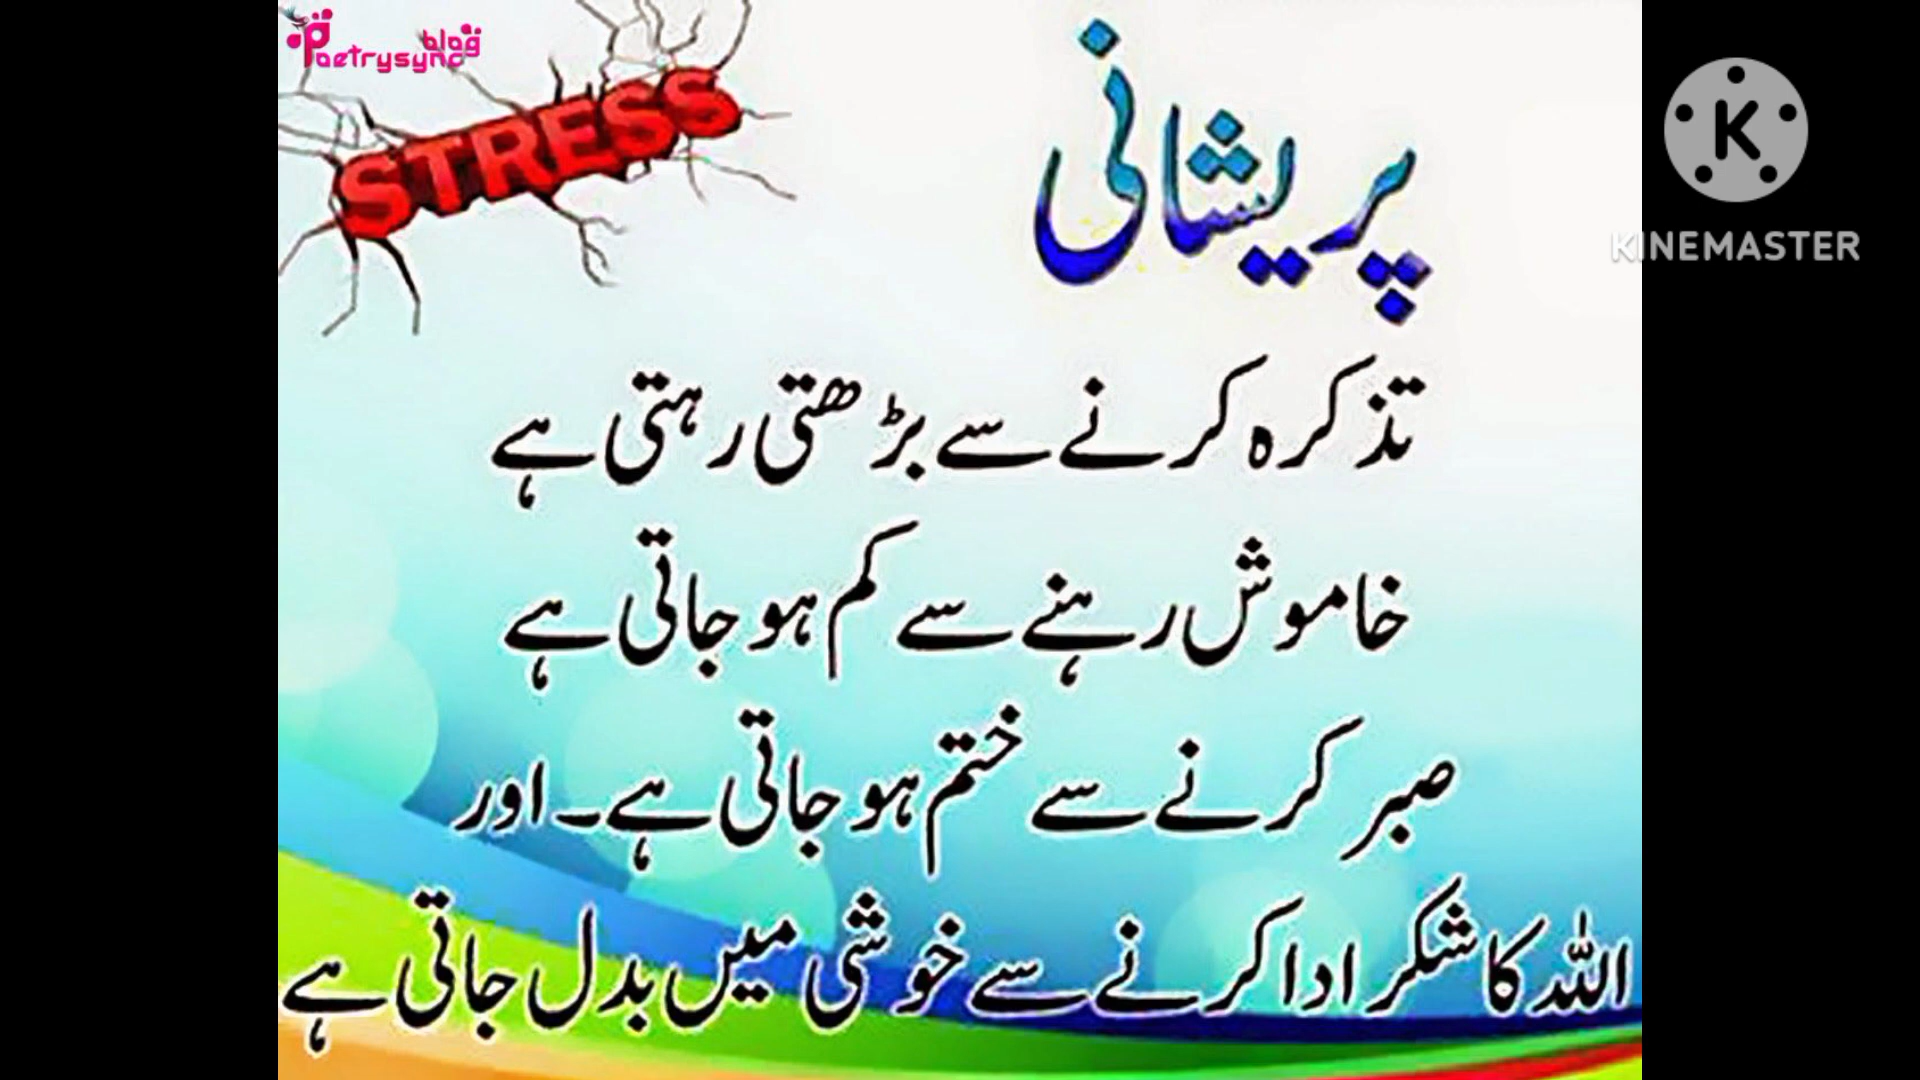 Poetrysync blog
STRESS
پریشانی
K
KINEMASTER
تذکرہ کرنے سے بڑھتی رہتی ہے
خاموش رہنے سے کم ہو جاتی ہے
صبر کرنے سے ختم ہو جاتی ہے۔ اور
اللہ کا شکر ادا کرنے سے خوشی میں بدل جاتی ہے